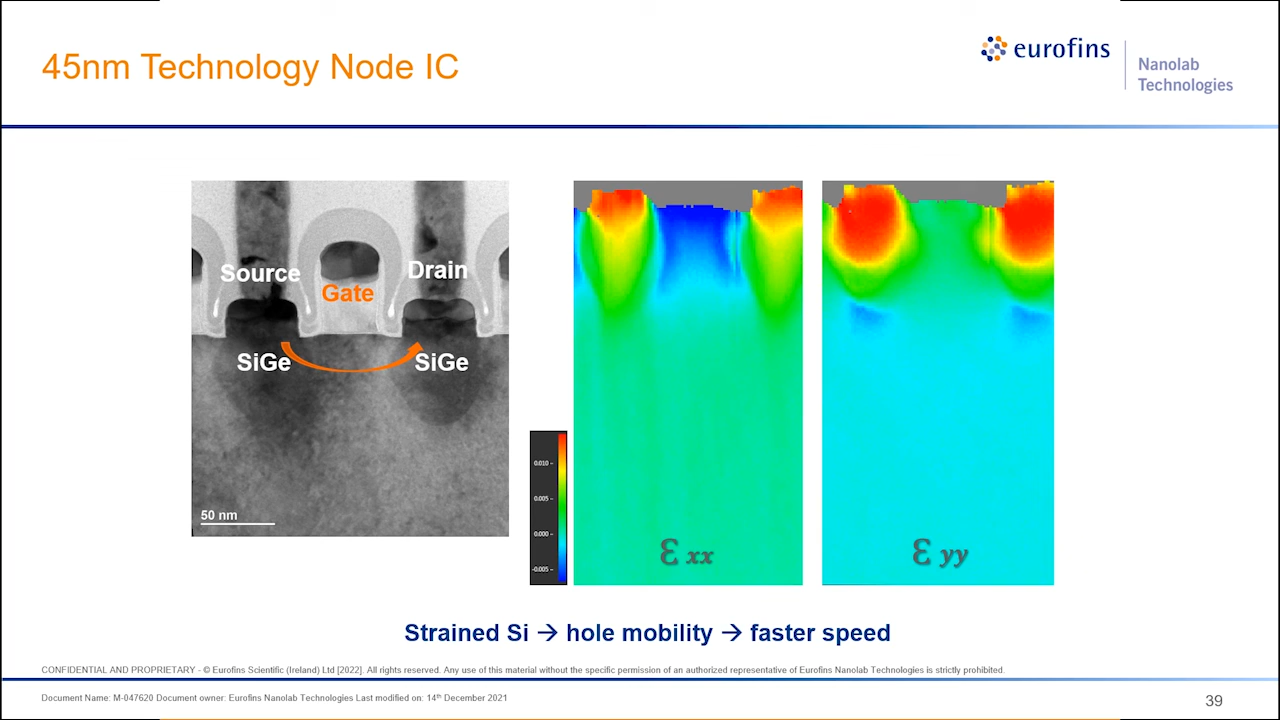 45nm Technology Node IC
eurofins
Nanolab
Technologies
Source
Drain
Gate
SiGe
SiGe
50 nm
0.010
0.005
0.000
-0.005
Ɛ xx
Ɛ yy
Strained Si → hole mobility → faster speed
CONFIDENTIAL AND PROPRIETARY - © Eurofins Scientific (Ireland) Ltd [2022]. All rights reserved. Any use of this material without the specific permission of an authorized representative of Eurofins Nanolab Technologies is strictly prohibited.
Document Name: M-047620 Document owner: Eurofins Nanolab Technologies Last modified on: 14th December 2021
39